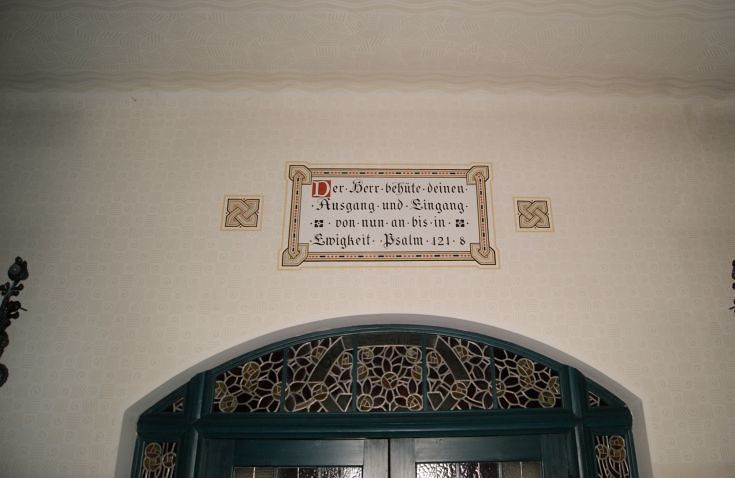 Der · Herr · behüte · deinen ·
· Ausgang · und · Eingang ·
· von · nun · an · bis · in ·
· Ewigkeit · Psalm · 121 · 8